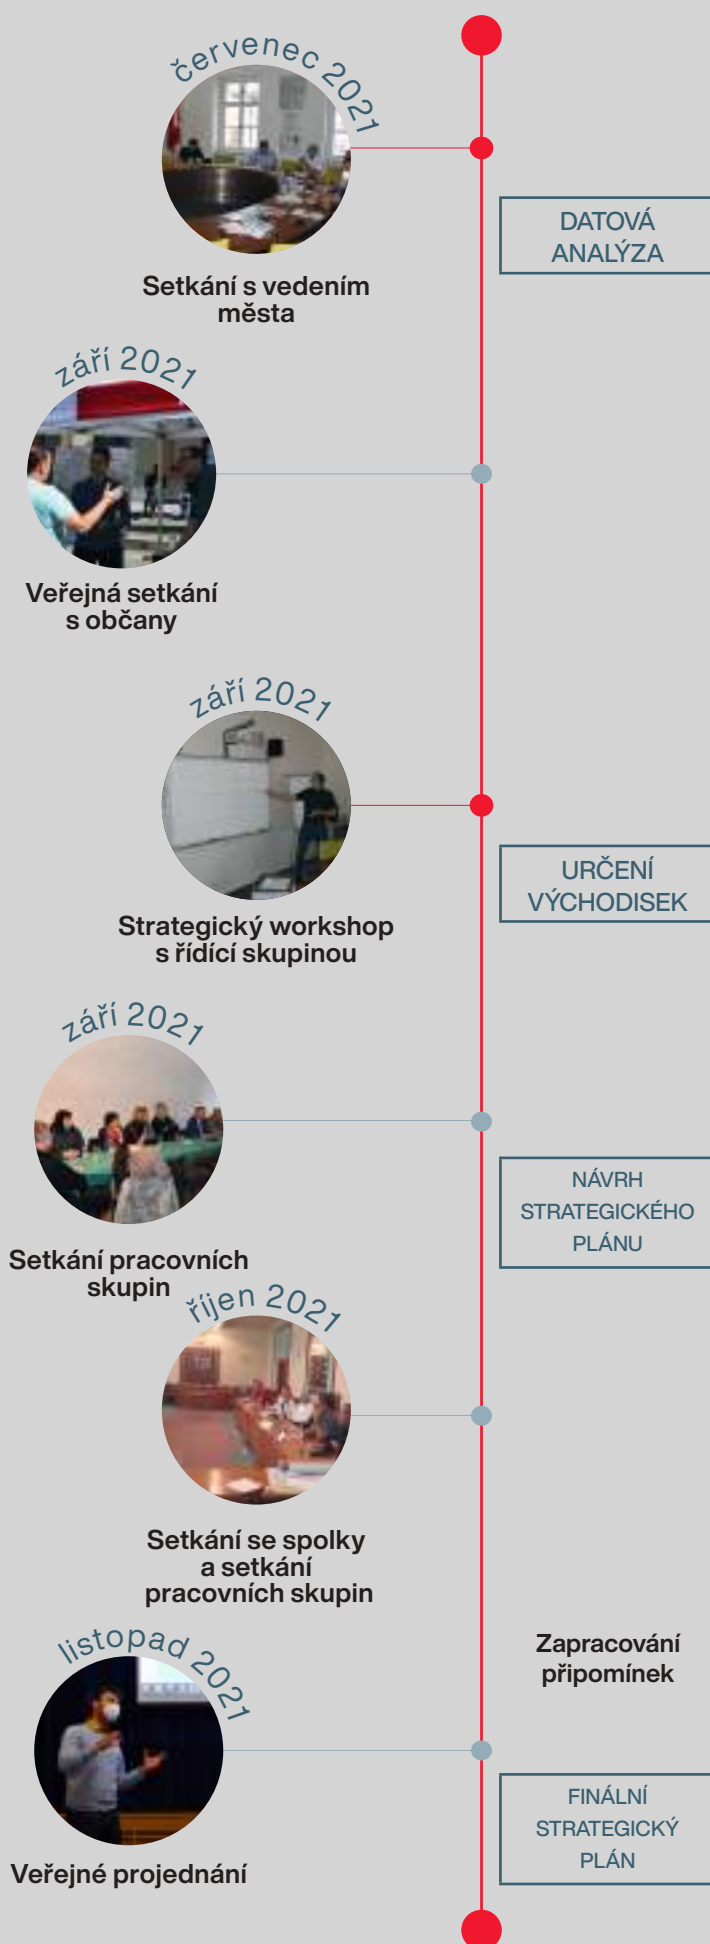 červenec 2021
Setkání s vedením
města
DATOVÁ
ANALÝZA
září 2021
Veřejná setkání
s občany
září 2021
Strategický workshop
s řídící skupinou
URČENÍ
VÝCHODISEK
září 2021
Setkání pracovních
skupin
NÁVRH
STRATEGICKÉHO
PLÁNU
říjen 2021
Setkání se spolky
a setkání
pracovních skupin
Zapracování
připomínek
listopad 2021
Veřejné projednání
FINÁLNÍ
STRATEGICKÝ
PLÁN